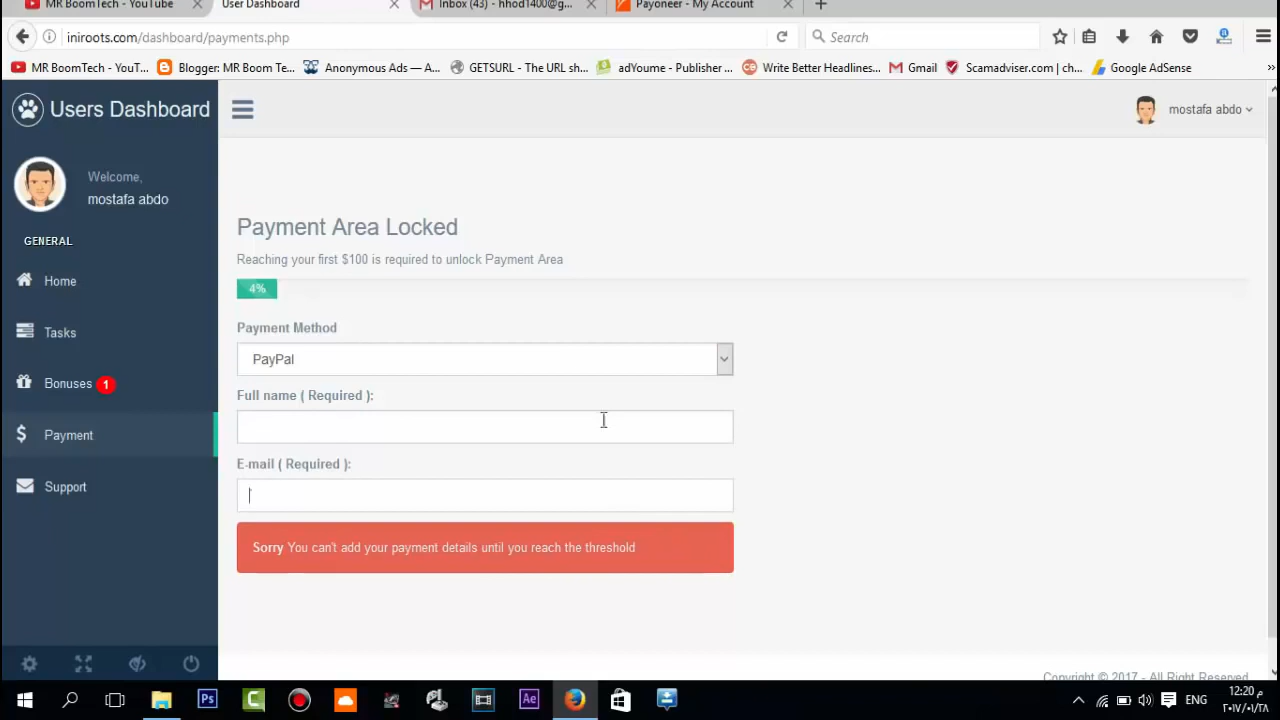 MR BoomTech - YouTube
User Dashboard
Inbox (43) - hhod1400@g...
Payoneer - My Account
iniroots.com/dashboard/payments.php
Search
MR BoomTech - YouT...
Blogger: MR Boom Te...
Anonymous Ads — A...
GETSURL - The URL sh...
adYoume - Publisher ...
Write Better Headlines...
Gmail
Scamadviser.com | ch...
Google AdSense
Users Dashboard
mostafa abdo
Welcome,
mostafa abdo
GENERAL
Home
Tasks
Bonuses 1
Payment
Support
Payment Area Locked
Reaching your first $100 is required to unlock Payment Area
4%
Payment Method
PayPal
Full name ( Required ):
E-mail ( Required ):
Sorry You can't add your payment details until you reach the threshold
Copyright © 2017 - All Right Reserved
Ps
Ae
ENG
12:20 م
٢٠١٧/٠١/٢٨